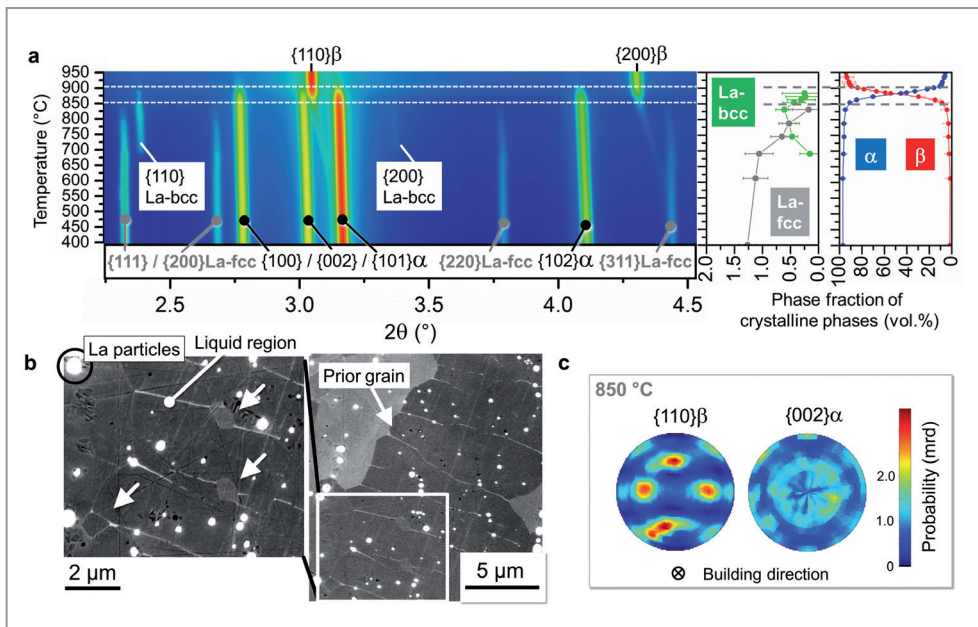 a
{110}β
{200}β
950
900
850
800
750
700
650
600
550
500
450
400
Temperature (°C)
{110}
La-bcc
{200}
La-bcc
{111} / {200}La-fcc {100} / {002} / {101}α {220}La-fcc {102}α {311}La-fcc
2.5 3.0 3.5 4.0 4.5
2θ (°)
La-
bcc
La-
fcc
α β
2.0 1.5 1.0 0.5 0.0
100 80 60 40 20 0
Phase fraction of
crystalline phases (vol.%)
b
La particles
Liquid region
Prior grain
2 µm
5 µm
c
850 °C
{110}β {002}α
2.0
1.0
0
Probability (mrd)
⊗ Building direction